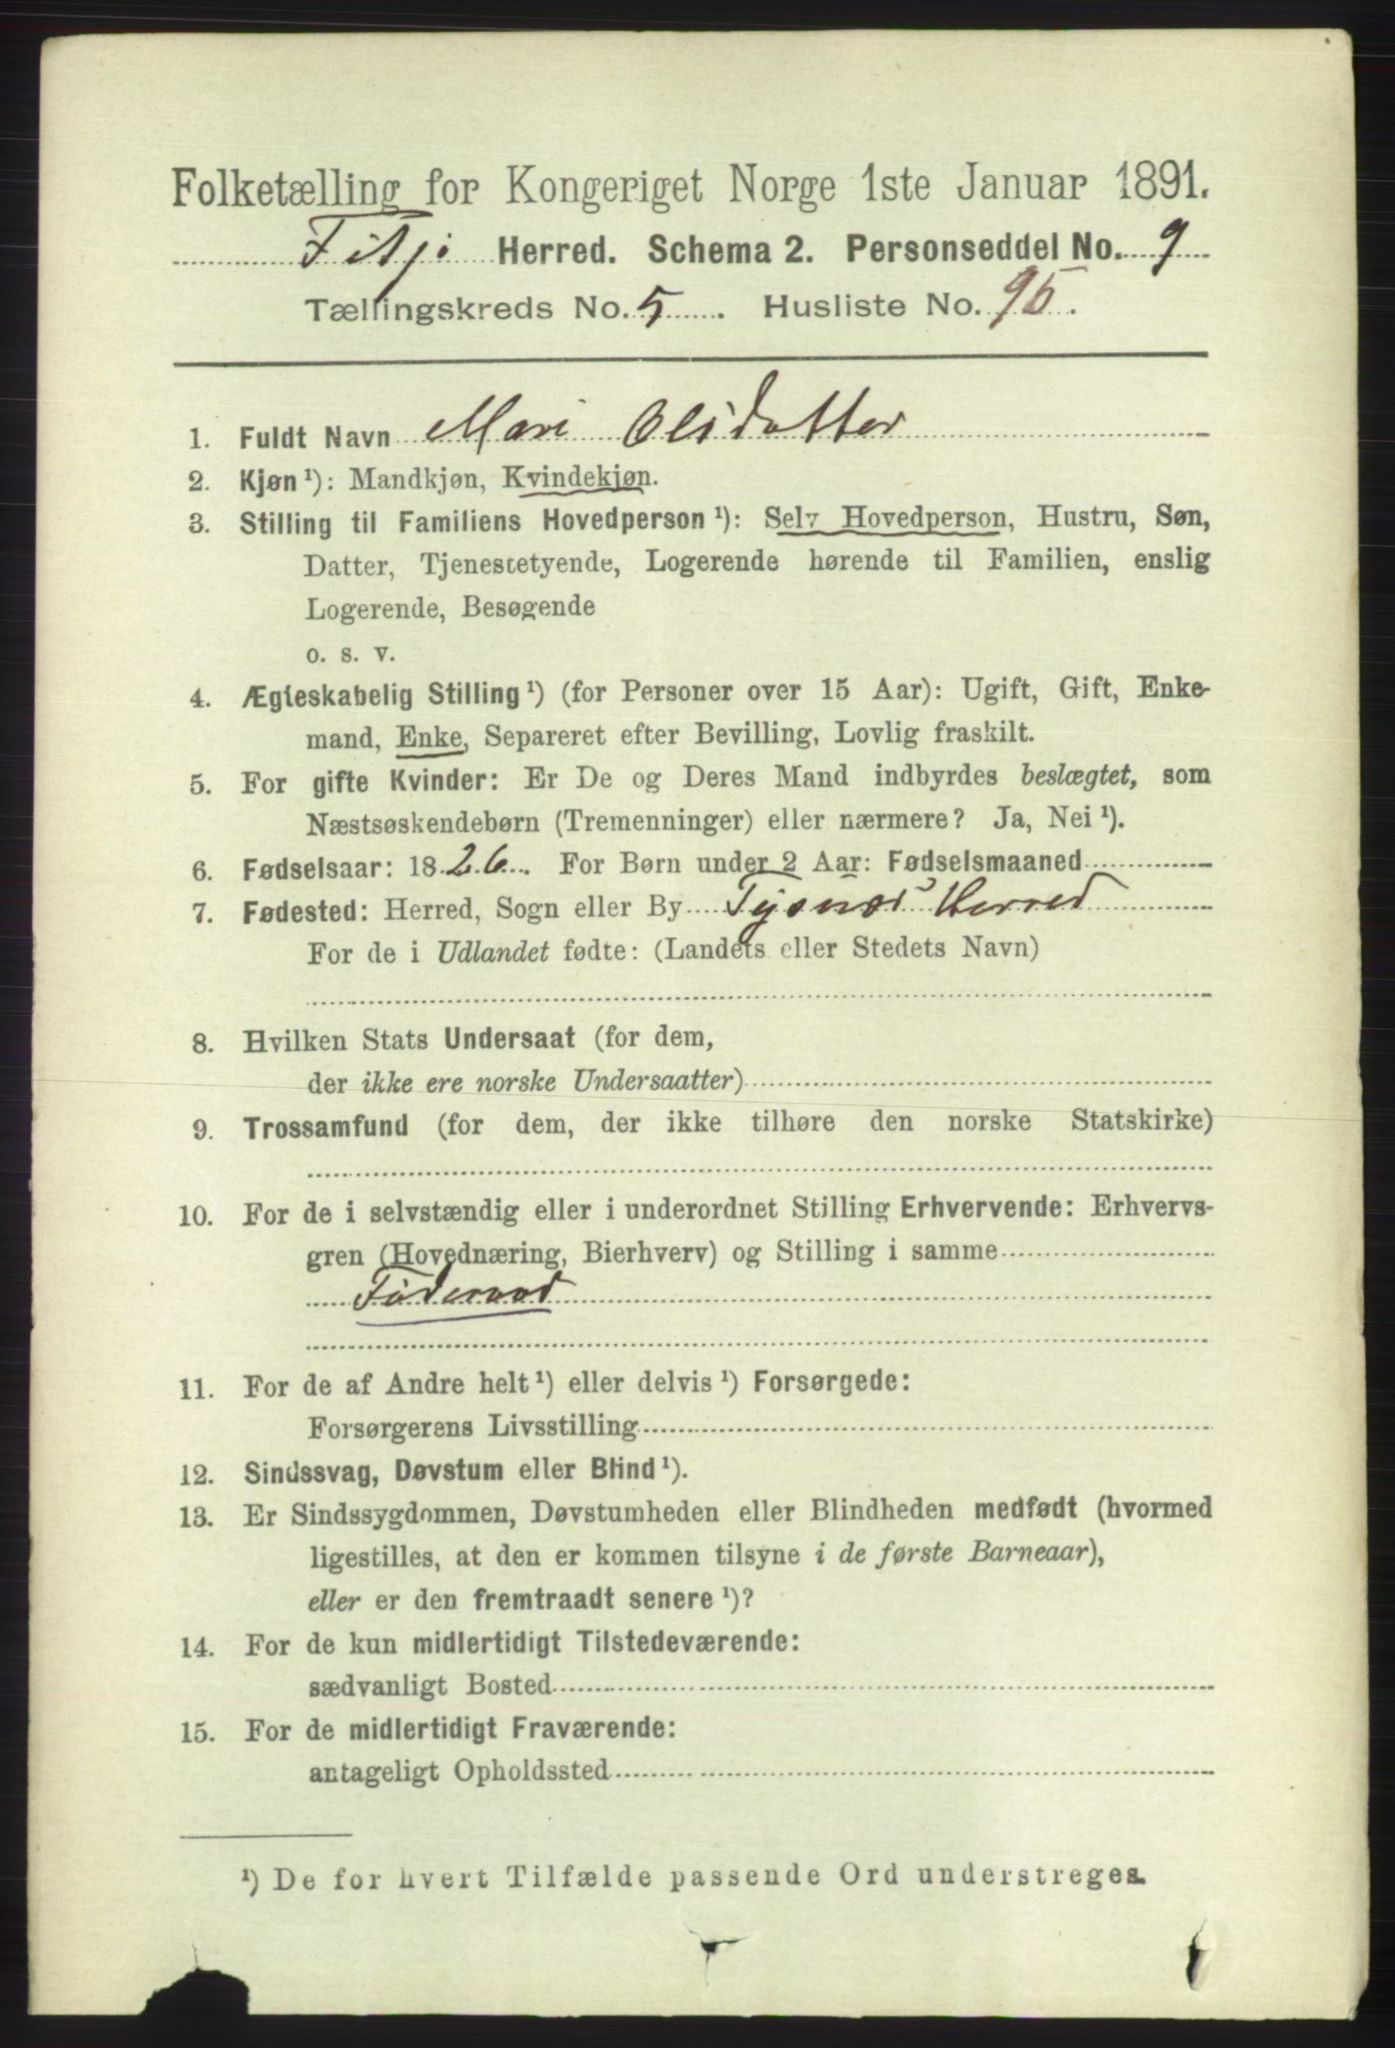 Folketælling for Kongeriget Norge 1ste Januar 1891.
Fitje Herred. Schema 2. Personseddel No. 9
Tællingskreds No. 5. Husliste No. 95.
1. Fuldt Navn Mari Olsdatter
2. Kjøn ¹): Mandkjøn, Kvindekjøn.
3. Stilling til Familiens Hovedperson ¹): Selv Hovedperson, Hustru, Søn,
Datter, Tjenestetyende, Logerende hørende til Familien, enslig
Logerende, Besøgende
o. s. v.
4. Ægteskabelig Stilling ¹) (for Personer over 15 Aar): Ugift, Gift, Enke-
mand, Enke, Separeret efter Bevilling, Lovlig fraskilt.
5. For gifte Kvinder: Er De og Deres Mand indbyrdes beslægtet, som
Næstsøskendebørn (Tremenninger) eller nærmere? Ja, Nei ¹).
6. Fødselsaar: 1826. For Børn under 2 Aar: Fødselsmaaned
7. Fødested: Herred, Sogn eller By Tysnæs Herred
For de i Udlandet fødte: (Landets eller Stedets Navn)
8. Hvilken Stats Undersaat (for dem,
der ikke ere norske Undersaatter)
9. Trossamfund (for dem, der ikke tilhøre den norske Statskirke)
10. For de i selvstændig eller i underordnet Stilling Erhvervende: Erhvervs-
gren (Hovednæring, Bierhverv) og Stilling i samme
Føderaad
11. For de af Andre helt ¹) eller delvis ¹) Forsørgede:
Forsørgerens Livsstilling
12. Sindssvag, Døvstum eller Blind ¹).
13. Er Sindssygdommen, Døvstumheden eller Blindheden medfødt (hvormed
ligestilles, at den er kommen tilsyne i de første Barneaar),
eller er den fremtraadt senere ¹)?
14. For de kun midlertidigt Tilstedeværende:
sædvanligt Bosted
15. For de midlertidigt Fraværende:
antageligt Opholdssted
¹) De for hvert Tilfælde passende Ord understreges.